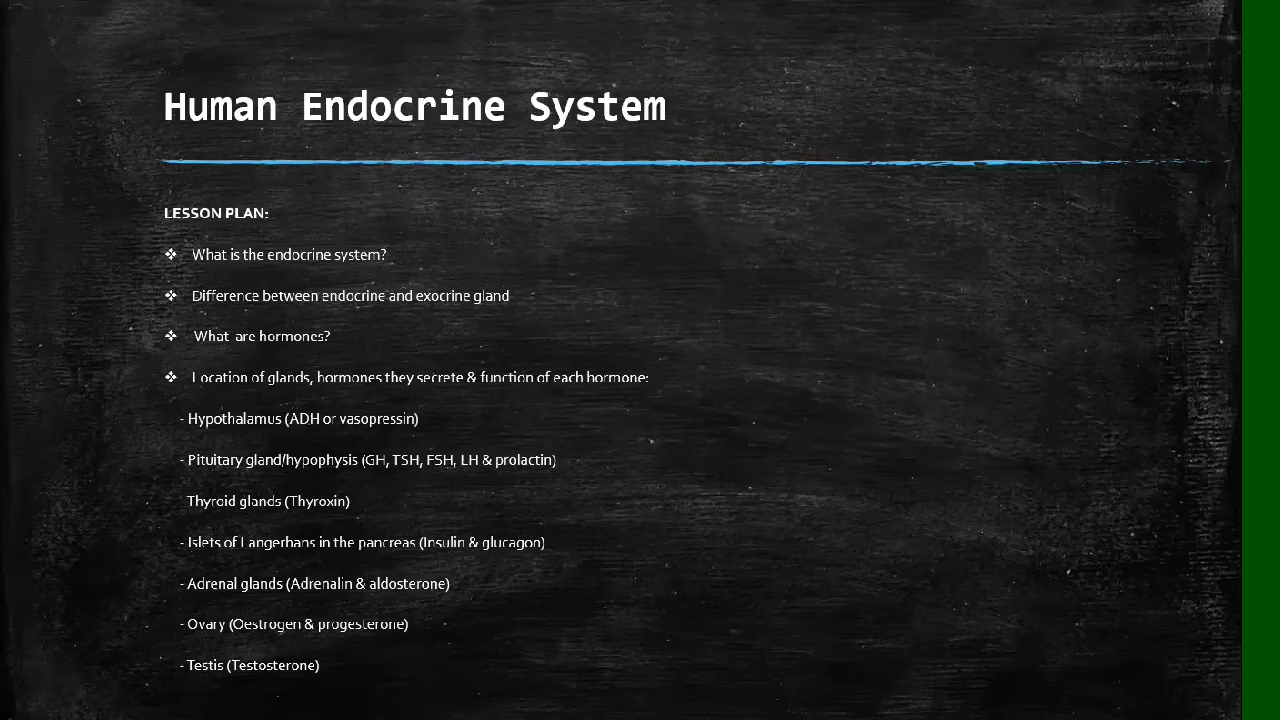 Human Endocrine System
LESSON PLAN:
❖ What is the endocrine system?
❖ Difference between endocrine and exocrine gland
❖ What are hormones?
❖ Location of glands, hormones they secrete & function of each hormone:
- Hypothalamus (ADH or vasopressin)
- Pituitary gland/hypophysis (GH, TSH, FSH, LH & prolactin)
Thyroid glands (Thyroxin)
- Islets of Langerhans in the pancreas (Insulin & glucagon)
- Adrenal glands (Adrenalin & aldosterone)
- Ovary (Oestrogen & progesterone)
- Testis (Testosterone)